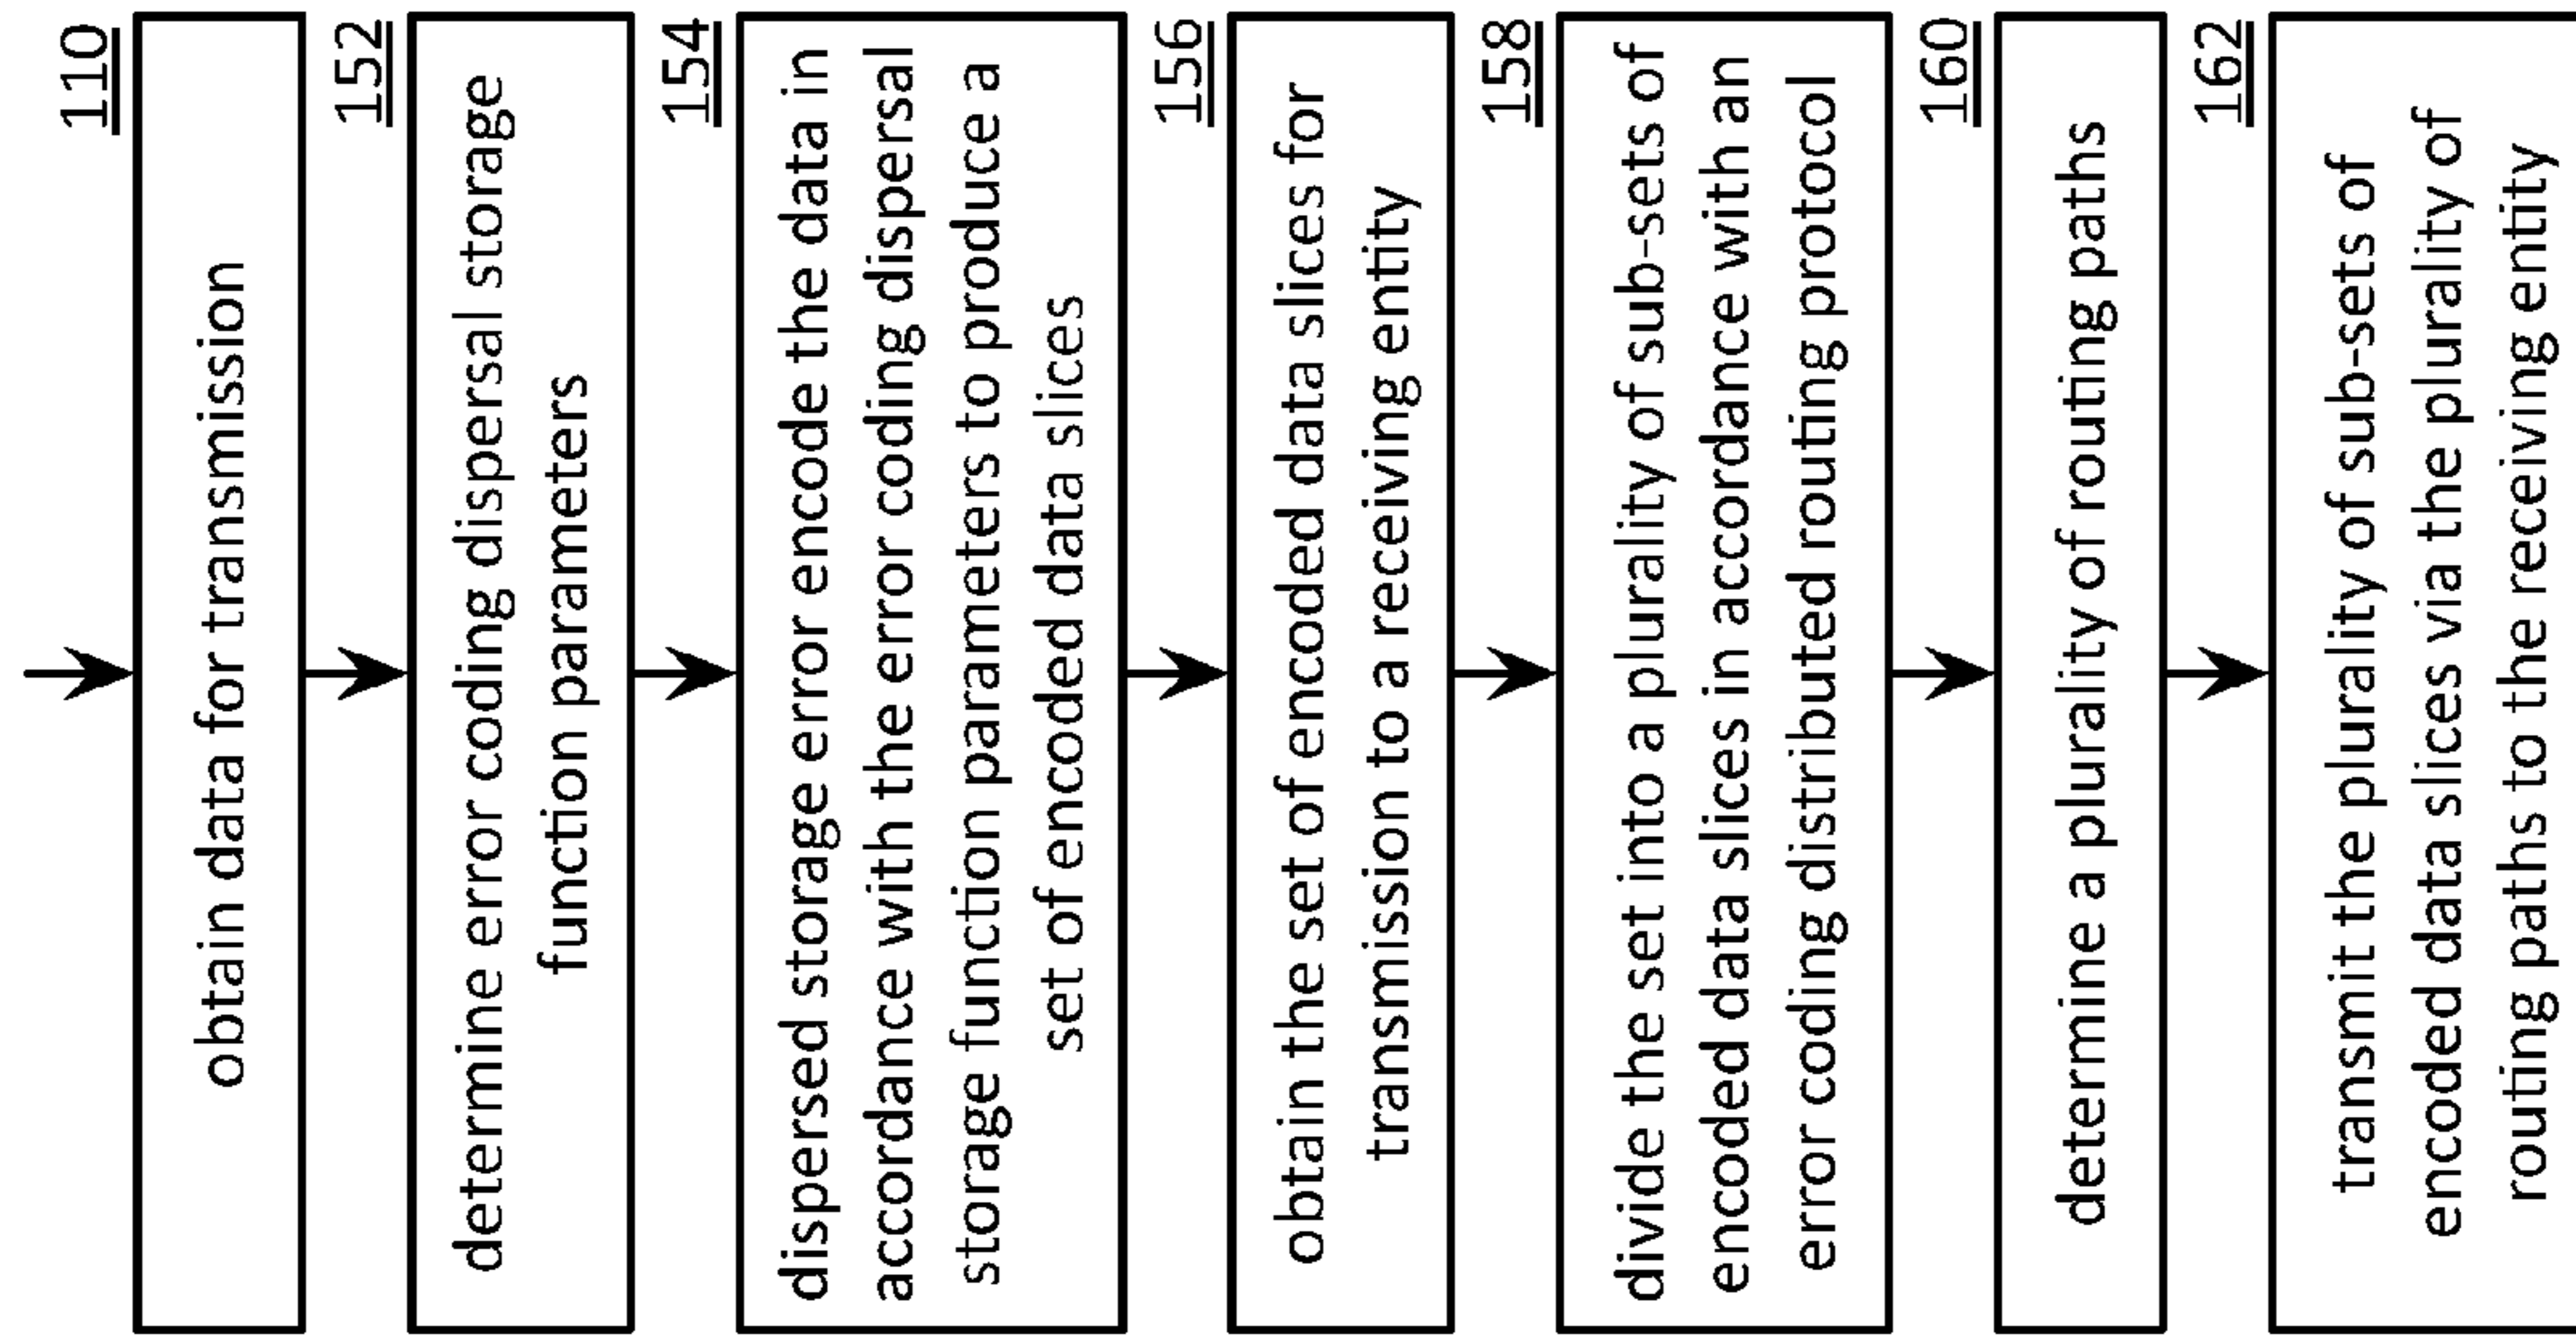 110
obtain data for transmission
152
determine error coding dispersal storage
function parameters
154
dispersed storage error encode the data in
accordance with the error coding dispersal
storage function parameters to produce a
set of encoded data slices
156
obtain the set of encoded data slices for
transmission to a receiving entity
158
divide the set into a plurality of sub-sets of
encoded data slices in accordance with an
error coding distributed routing protocol
160
determine a plurality of routing paths
162
transmit the plurality of sub-sets of
encoded data slices via the plurality of
routing paths to the receiving entity